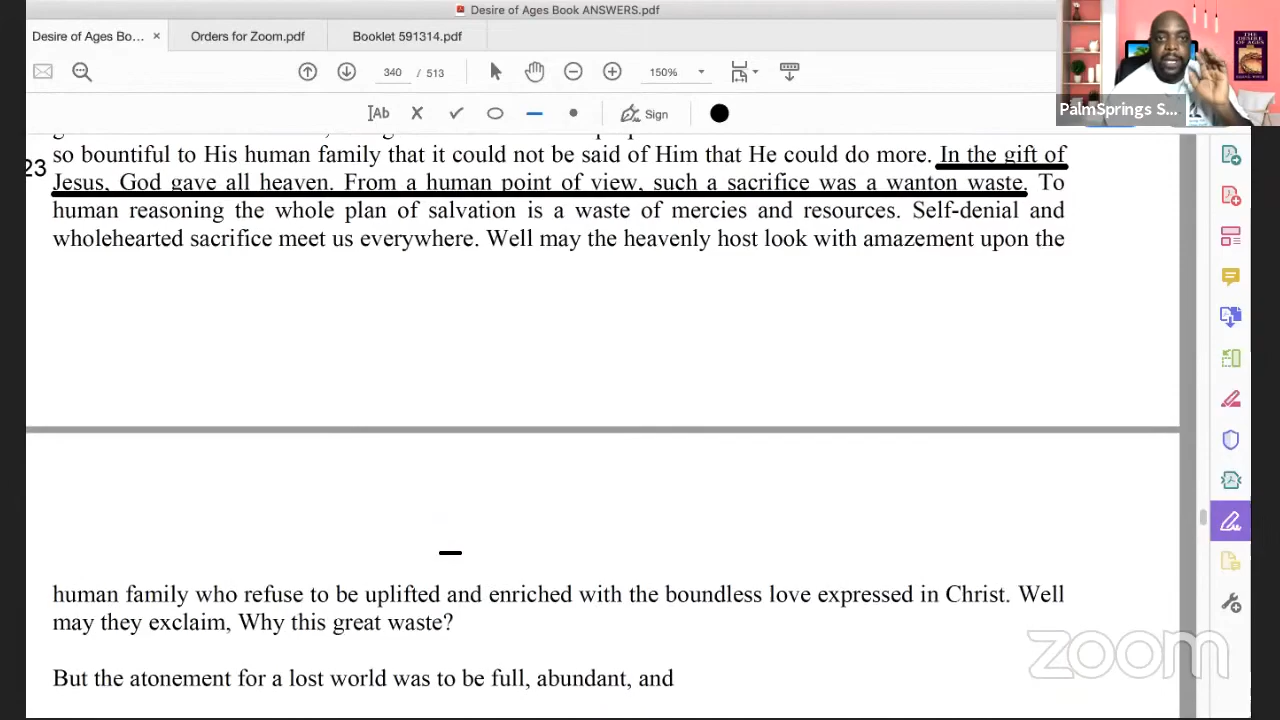 Desire of Ages Book ANSWERS.pdf
Desire of Ages Bo... ×
Orders for Zoom.pdf
Booklet 591314.pdf
340 / 513
150%
Ab
Sign
PalmSprings S...
so bountiful to His human family that it could not be said of Him that He could do more. In the gift of
23
Jesus, God gave all heaven. From a human point of view, such a sacrifice was a wanton waste. To
human reasoning the whole plan of salvation is a waste of mercies and resources. Self-denial and
wholehearted sacrifice meet us everywhere. Well may the heavenly host look with amazement upon the
human family who refuse to be uplifted and enriched with the boundless love expressed in Christ. Well
may they exclaim, Why this great waste?
But the atonement for a lost world was to be full, abundant, and
zoom